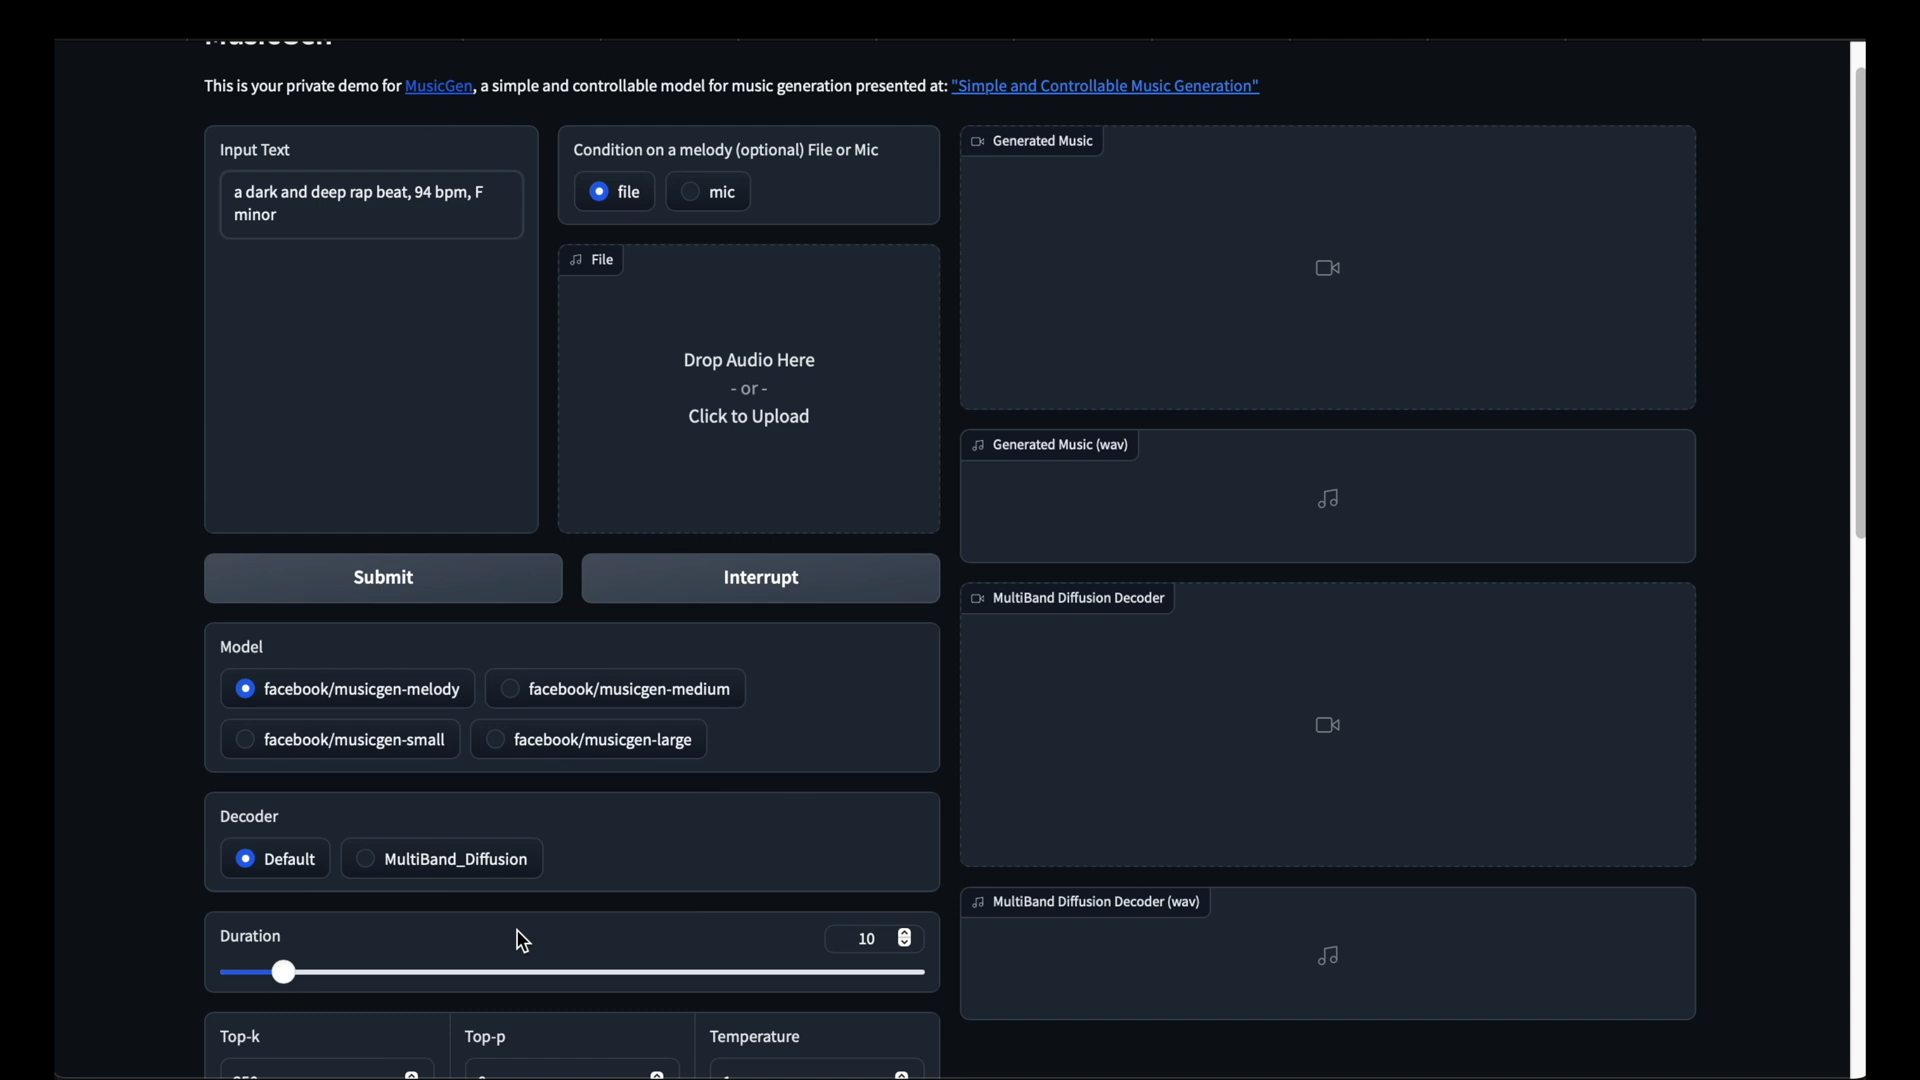 This is your private demo for MusicGen, a simple and controllable model for music generation presented at: "Simple and Controllable Music Generation"
Input Text
a dark and deep rap beat, 94 bpm, F
minor
Condition on a melody (optional) File or Mic
file
mic
File
Drop Audio Here
- or -
Click to Upload
Submit
Interrupt
Model
facebook/musicgen-melody
facebook/musicgen-medium
facebook/musicgen-small
facebook/musicgen-large
Decoder
Default
MultiBand_Diffusion
Duration
10
Top-k
Top-p
Temperature
Generated Music
Generated Music (wav)
MultiBand Diffusion Decoder
MultiBand Diffusion Decoder (wav)